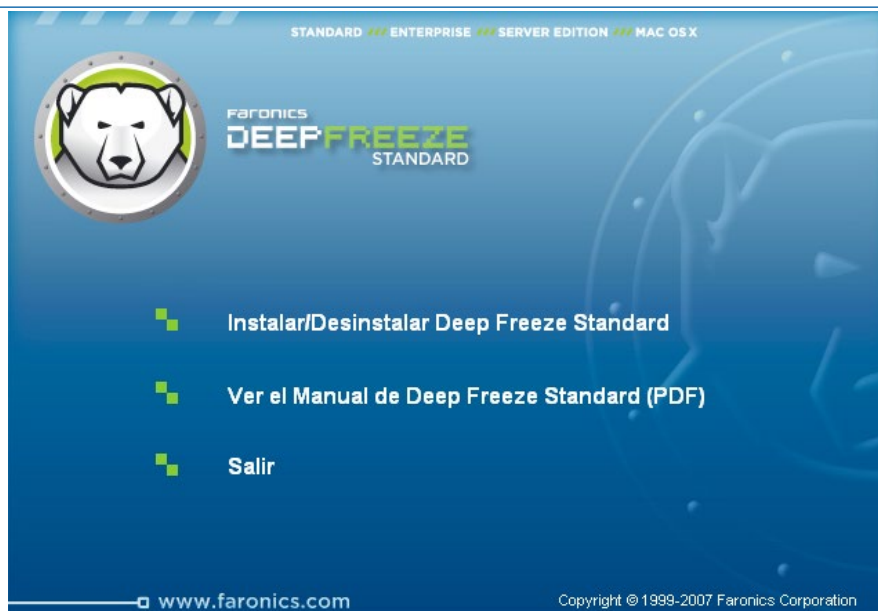 STANDARD /// ENTERPRISE /// SERVER EDITION /// MAC OS X
Faronics
DEEPFREEZE
STANDARD
Instalar/Desinstalar Deep Freeze Standard
Ver el Manual de Deep Freeze Standard (PDF)
Salir
www.faronics.com
Copyright © 1999-2007 Faronics Corporation